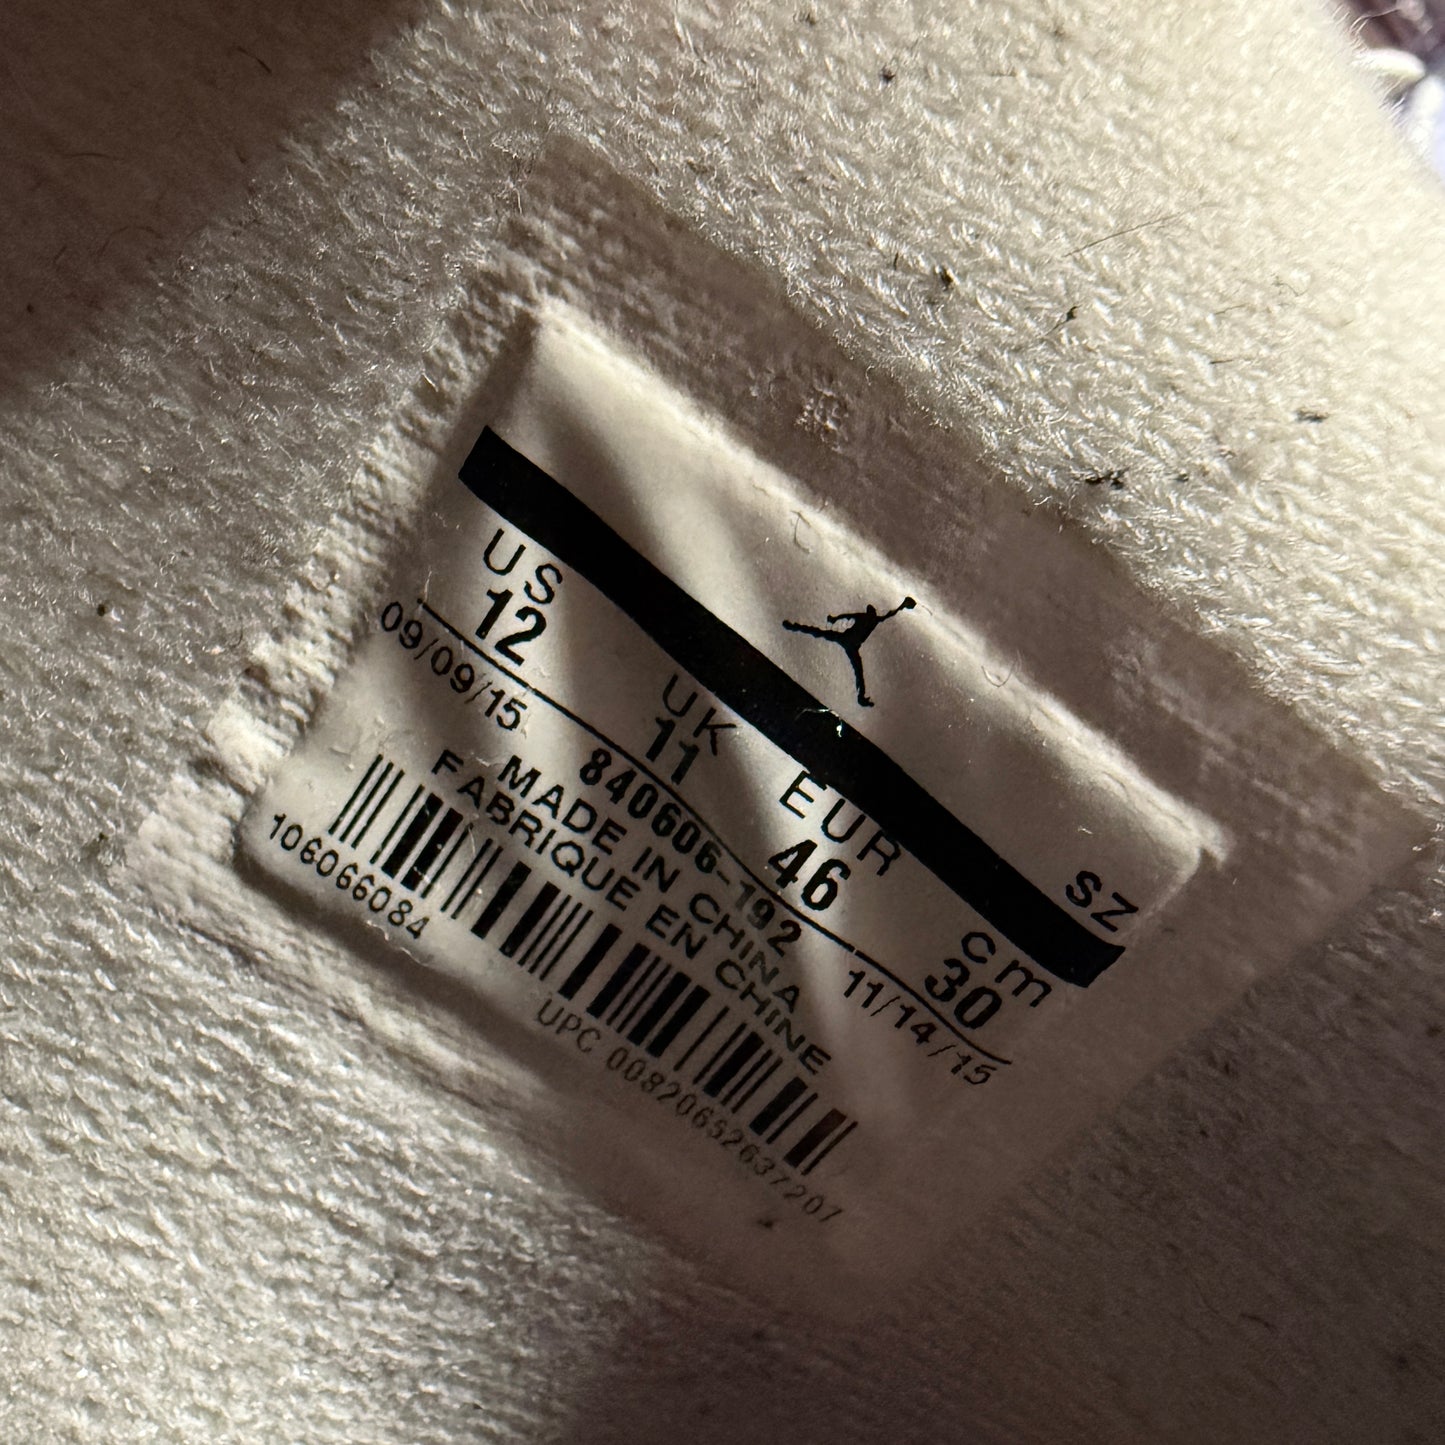 US UK EUR cm SZ
12 11 46 30
09/09/15 840606-192 11/14/15
MADE IN CHINA
FABRIQUE EN CHINE
106066084 UPC 00820652637207